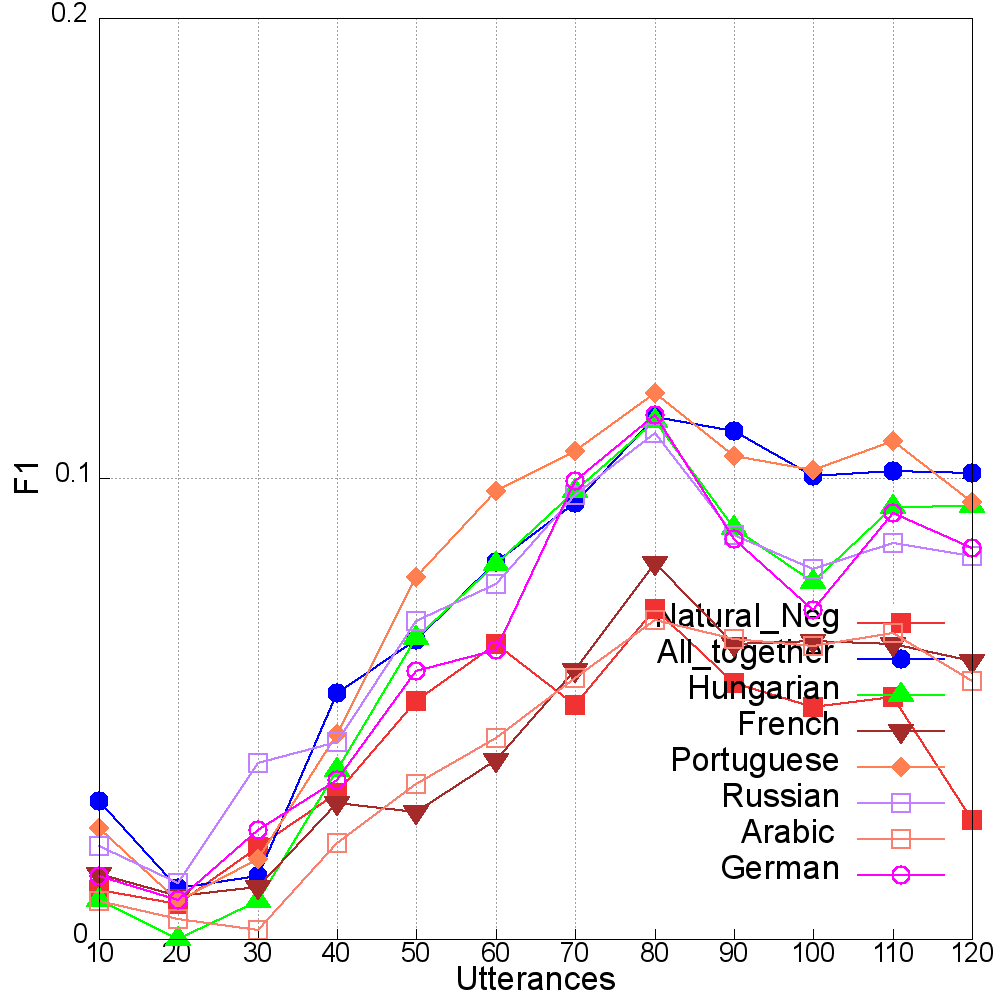 0.2
0.1
0
F1
10 20 30 40 50 60 70 80 90 100 110 120
Utterances
Natural_Neg
All_together
Hungarian
French
Portuguese
Russian
Arabic
German